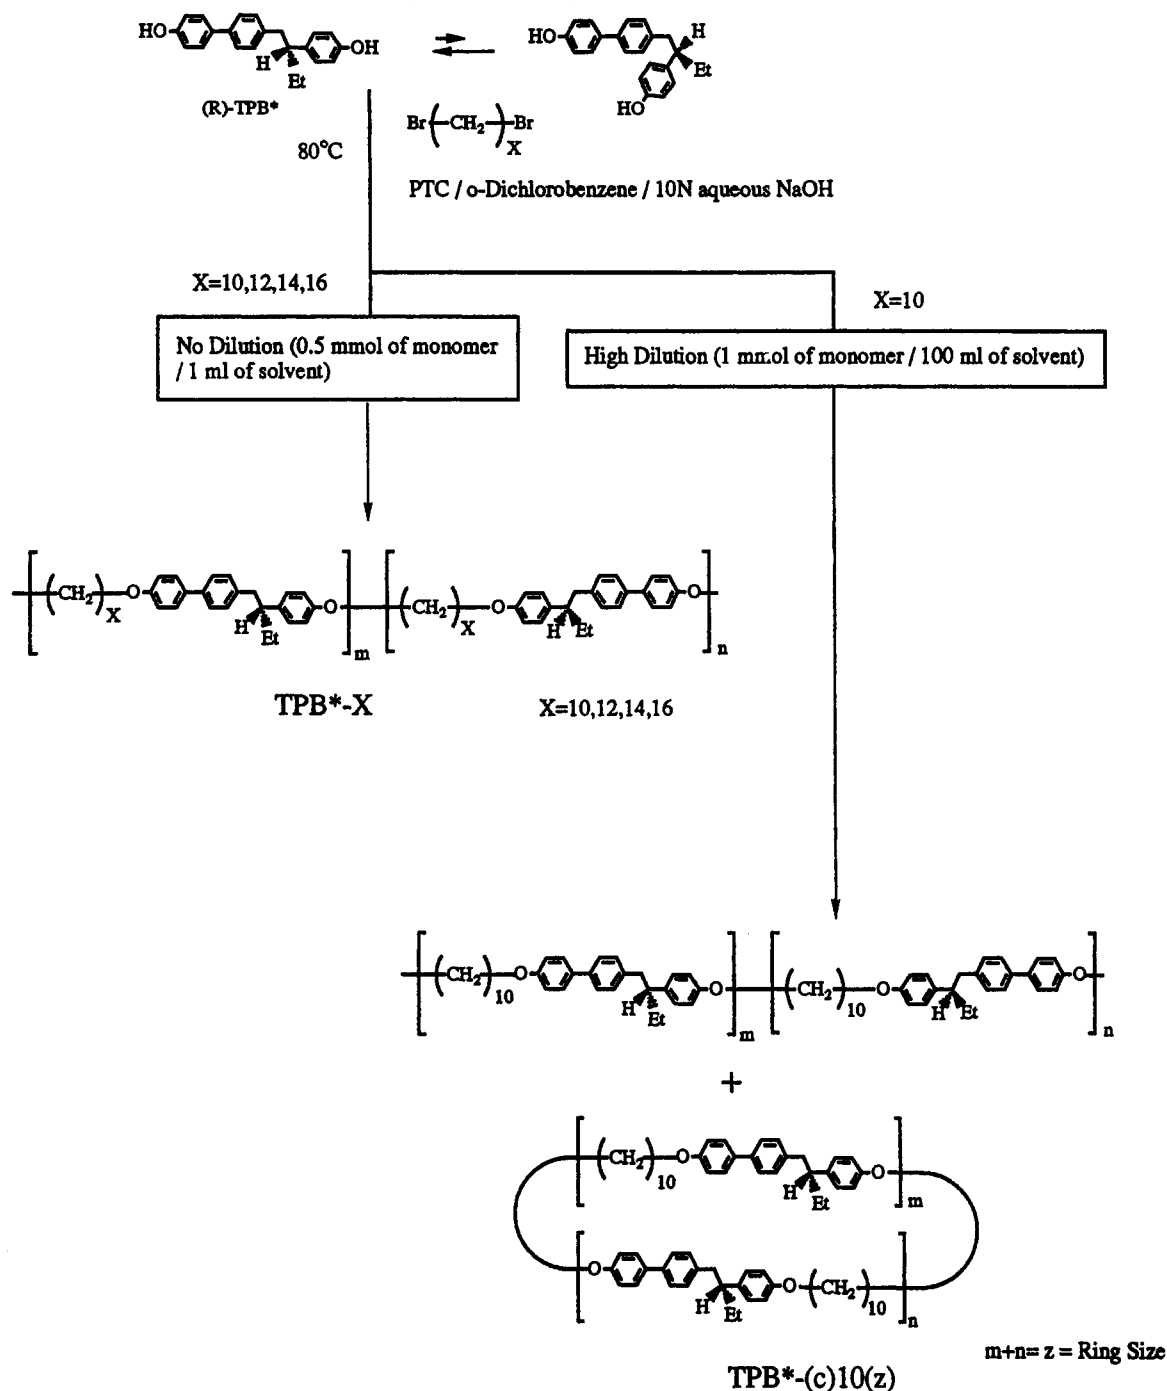 HO
OH
H
Et
(R)-TPB*
HO
H
Et
HO
Br(CH2)Br
X
80°C
PTC / o-Dichlorobenzene / 10N aqueous NaOH
X=10,12,14,16
X=10
No Dilution (0.5 mmol of monomer
/ 1 ml of solvent)
High Dilution (1 mmol of monomer / 100 ml of solvent)
(CH2)X O O m (CH2)X O O n
H Et H Et
TPB*-X
X=10,12,14,16
(CH2)10 O O m (CH2)10 O O n
H Et H Et
+
(CH2)10 O O m
H Et
O O (CH2)10 n
H Et
m+n= z = Ring Size
TPB*-(c)10(z)